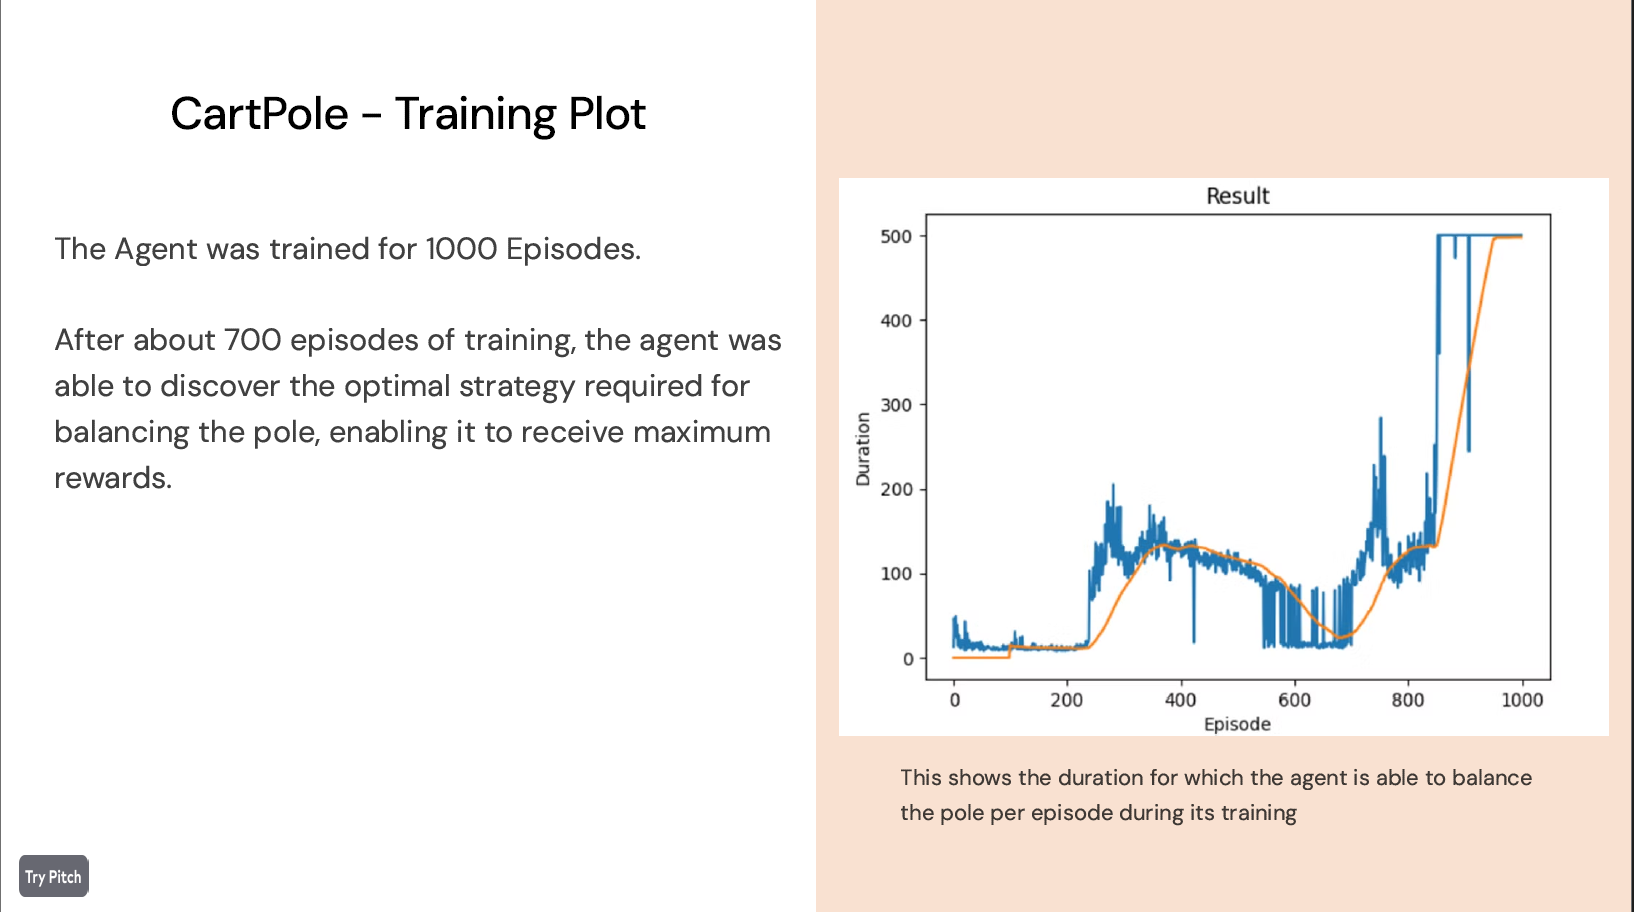 CartPole - Training Plot
The Agent was trained for 1000 Episodes.
After about 700 episodes of training, the agent was
able to discover the optimal strategy required for
balancing the pole, enabling it to receive maximum
rewards.
Try Pitch
Result
500
400
300
200
100
0
Duration
0 200 400 600 800 1000
Episode
This shows the duration for which the agent is able to balance
the pole per episode during its training